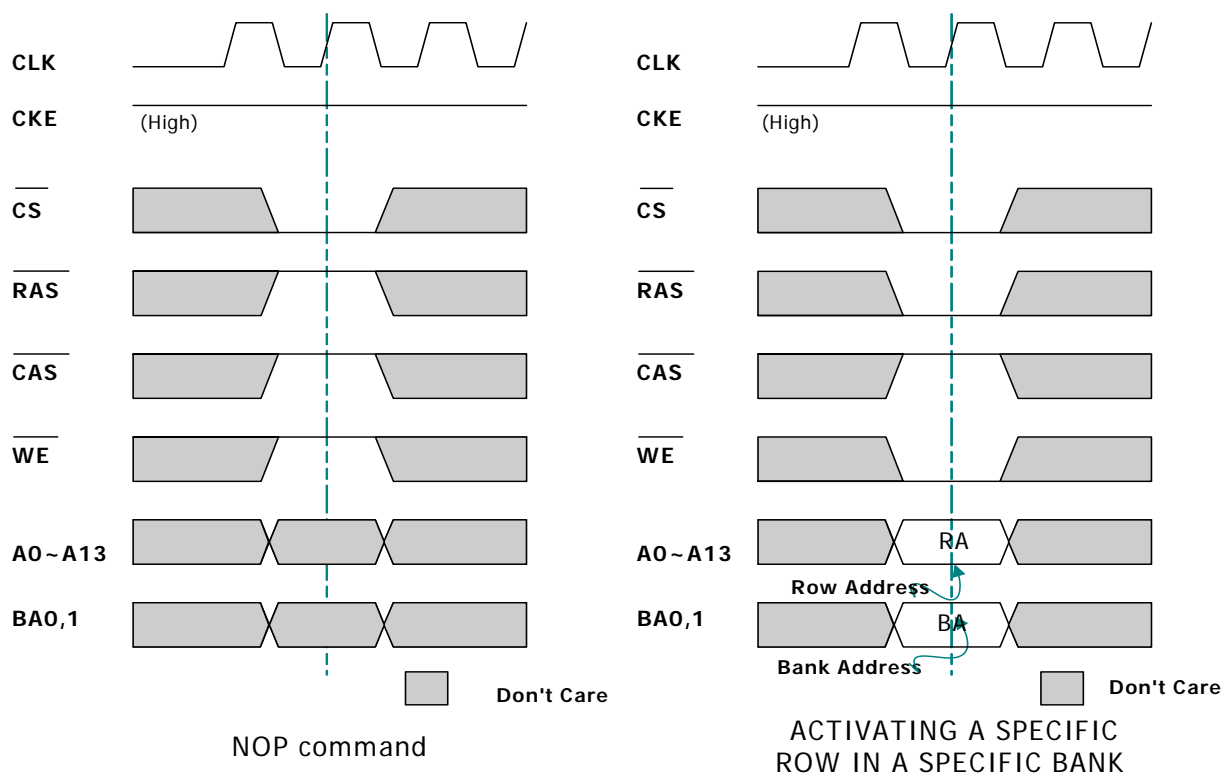 CLK
CKE
(High)
CS
RAS
CAS
WE
A0~A13
BA0,1
Don't Care
NOP command
CLK
CKE
(High)
CS
RAS
CAS
WE
A0~A13
RA
Row Address
BA0,1
BA
Bank Address
Don't Care
ACTIVATING A SPECIFIC
ROW IN A SPECIFIC BANK